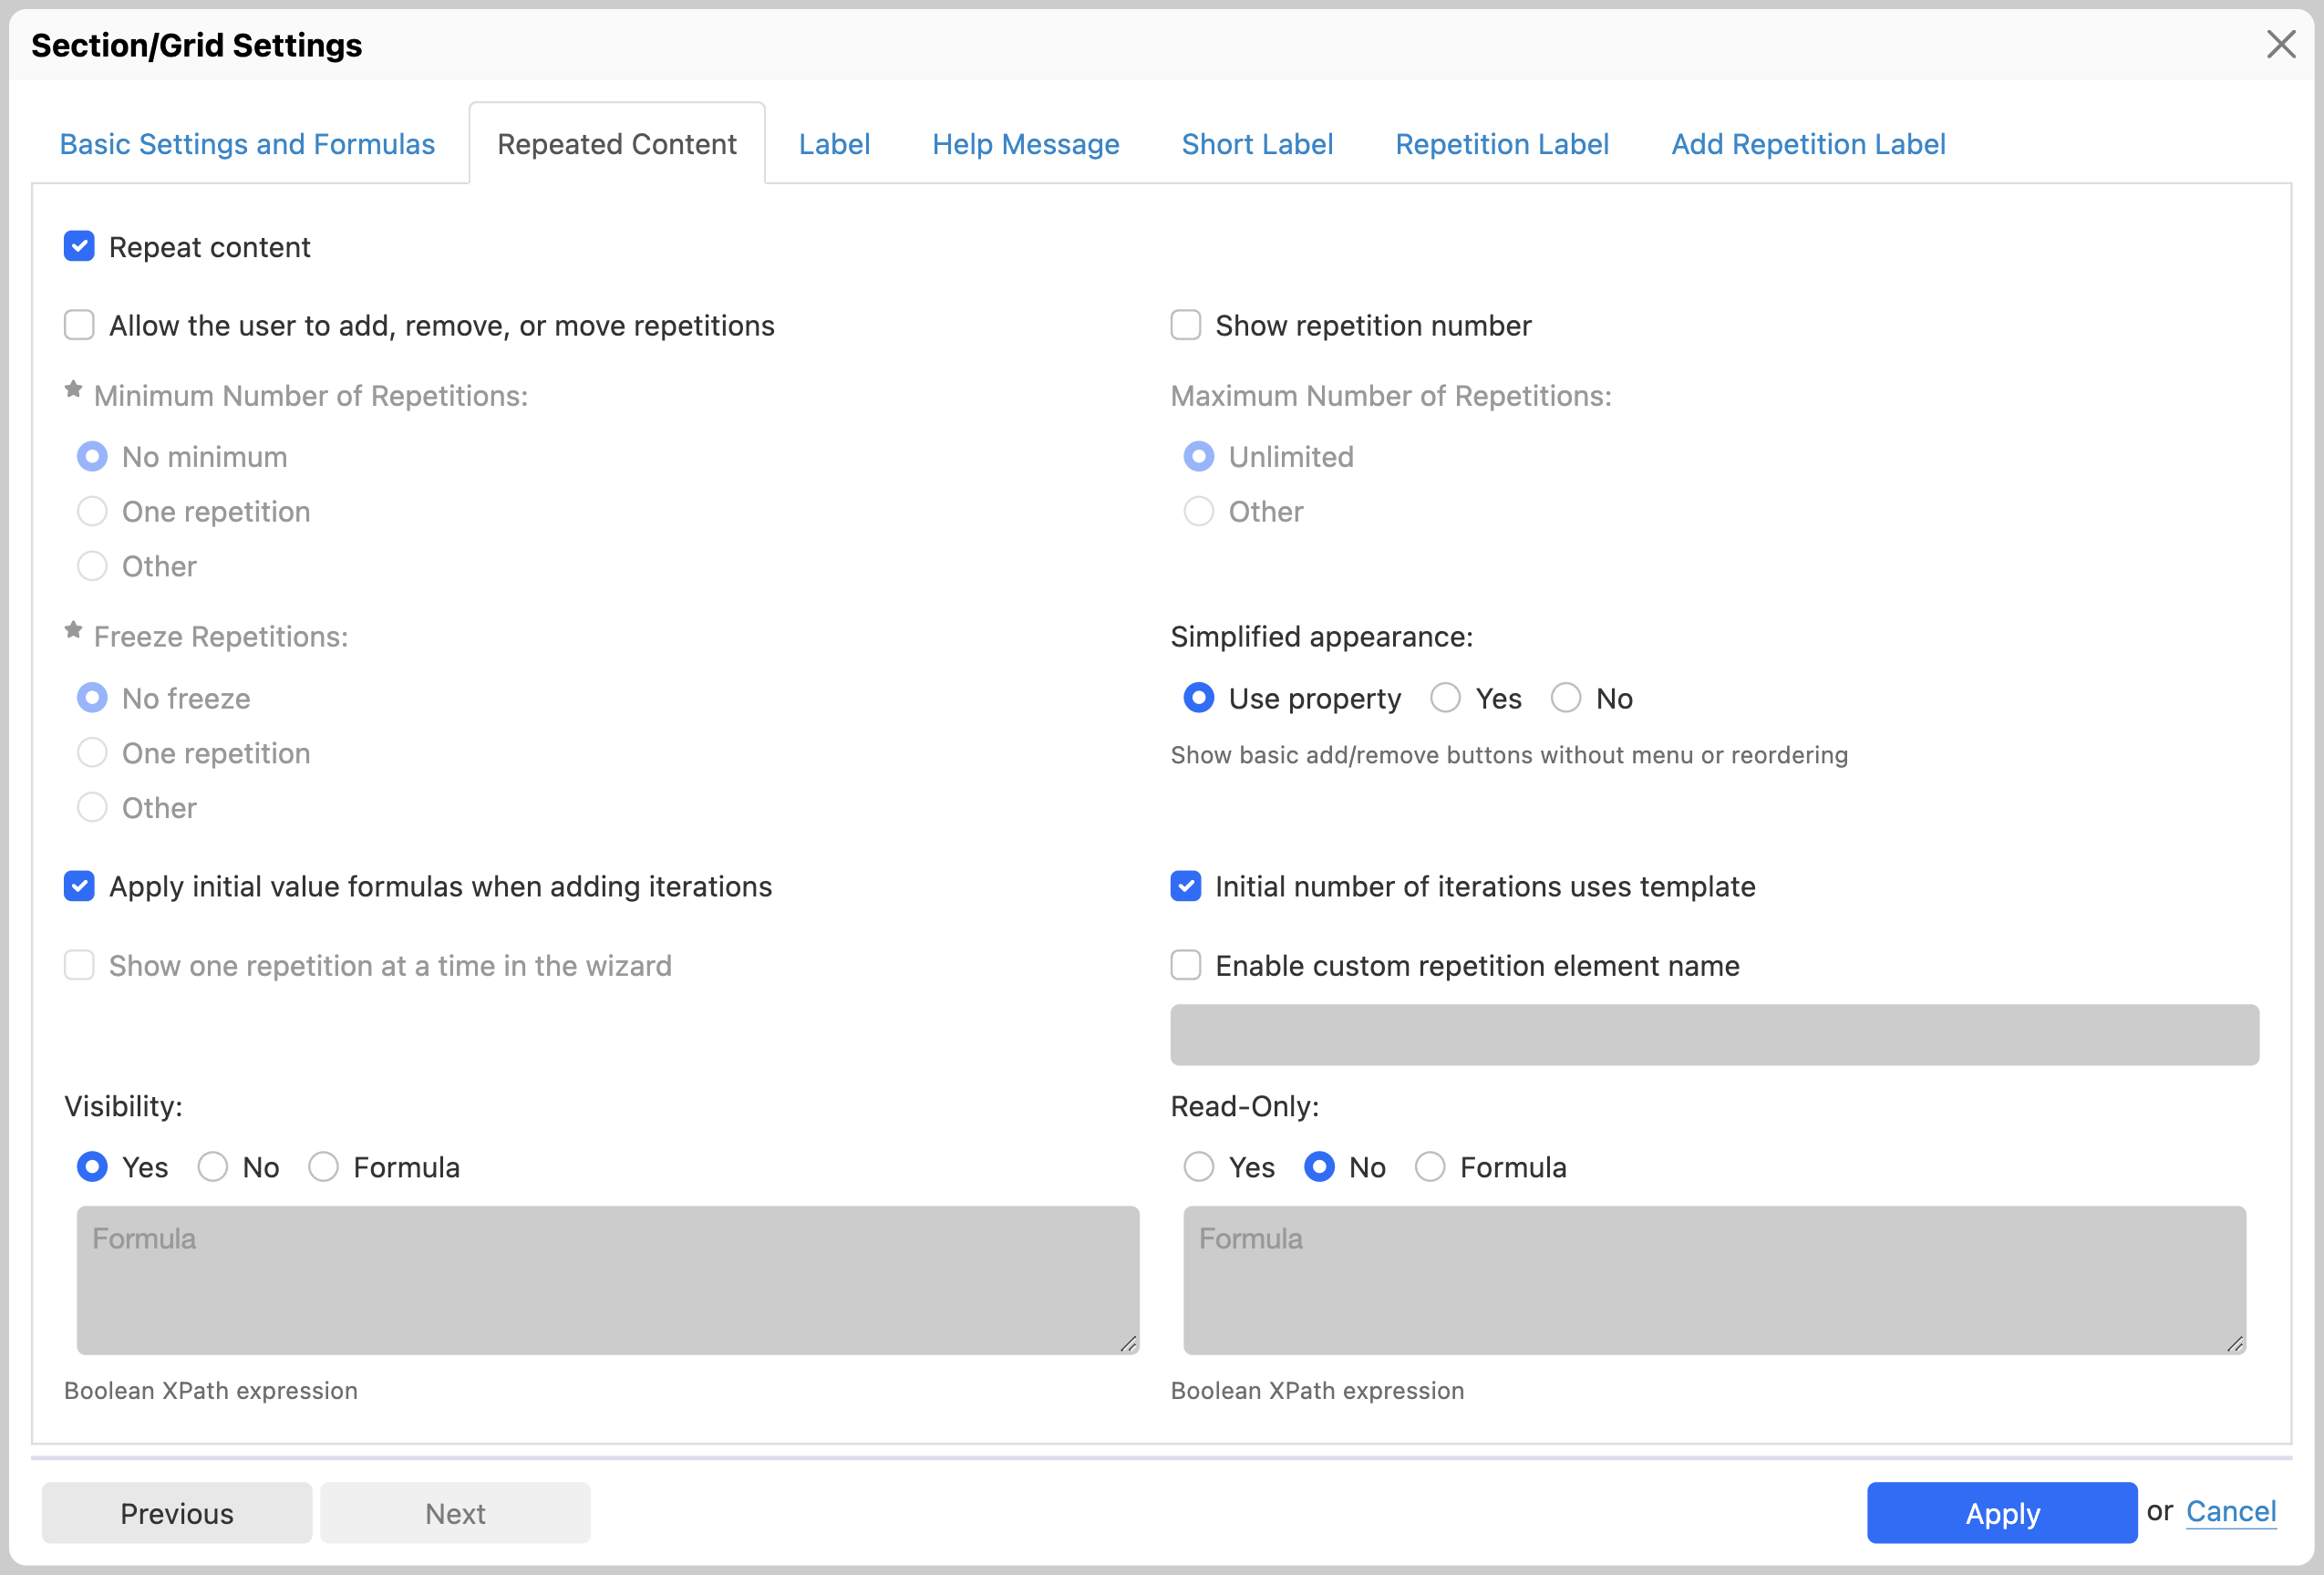 Section/Grid Settings
Basic Settings and Formulas Repeated Content Label Help Message Short Label Repetition Label Add Repetition Label
Repeat content
Allow the user to add, remove, or move repetitions
Show repetition number
Minimum Number of Repetitions:
No minimum
One repetition
Other
Maximum Number of Repetitions:
Unlimited
Other
Freeze Repetitions:
No freeze
One repetition
Other
Simplified appearance:
Use property Yes No
Show basic add/remove buttons without menu or reordering
Apply initial value formulas when adding iterations
Initial number of iterations uses template
Show one repetition at a time in the wizard
Enable custom repetition element name
Visibility:
Yes No Formula
Formula
Boolean XPath expression
Read-Only:
Yes No Formula
Formula
Boolean XPath expression
Previous Next Apply or Cancel